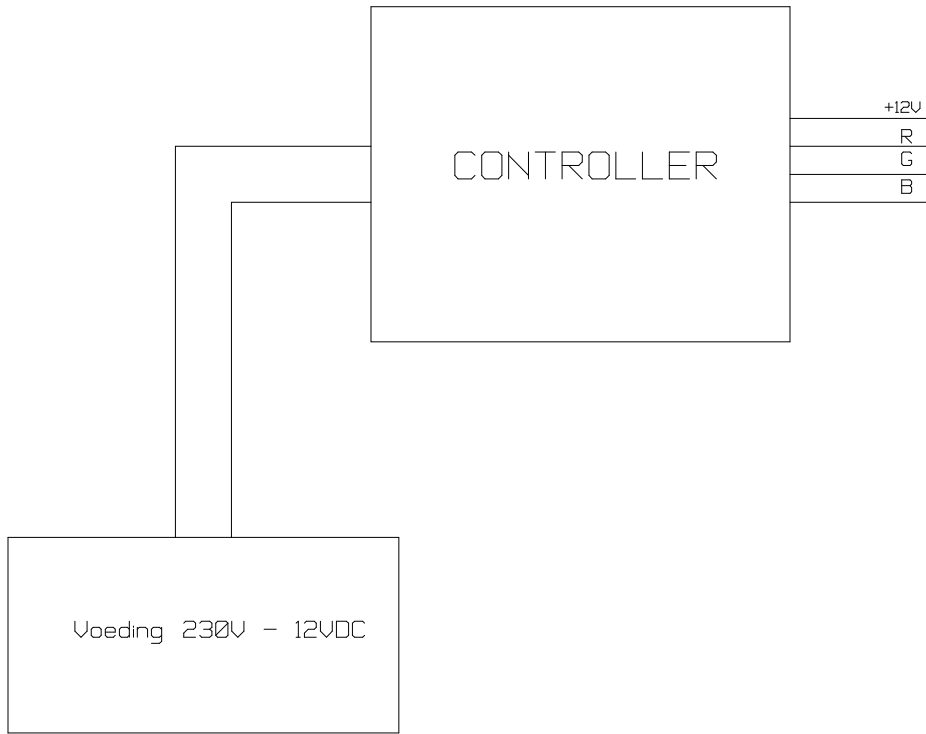 +12V
R
G
B
CONTROLLER
Voeding 230V - 12VDC